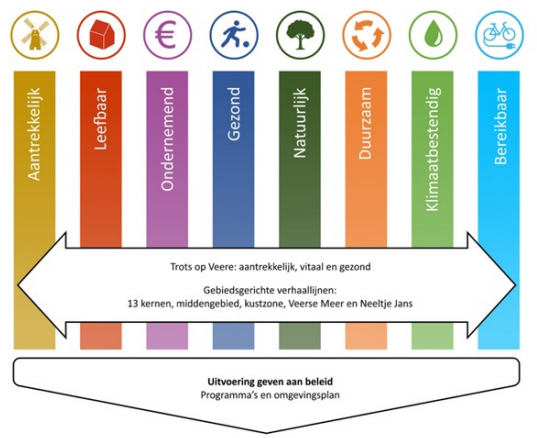 €
Aantrekkelijk
Leefbaar
Ondernemend
Gezond
Natuurlijk
Duurzaam
Klimaatbestendig
Bereikbaar
Trots op Veere: aantrekkelijk, vitaal en gezond
Gebiedsgerichte verhaallijnen:
13 kernen, middengebied, kustzone, Veerse Meer en Neeltje Jans
Uitvoering geven aan beleid
Programma's en omgevingsplan